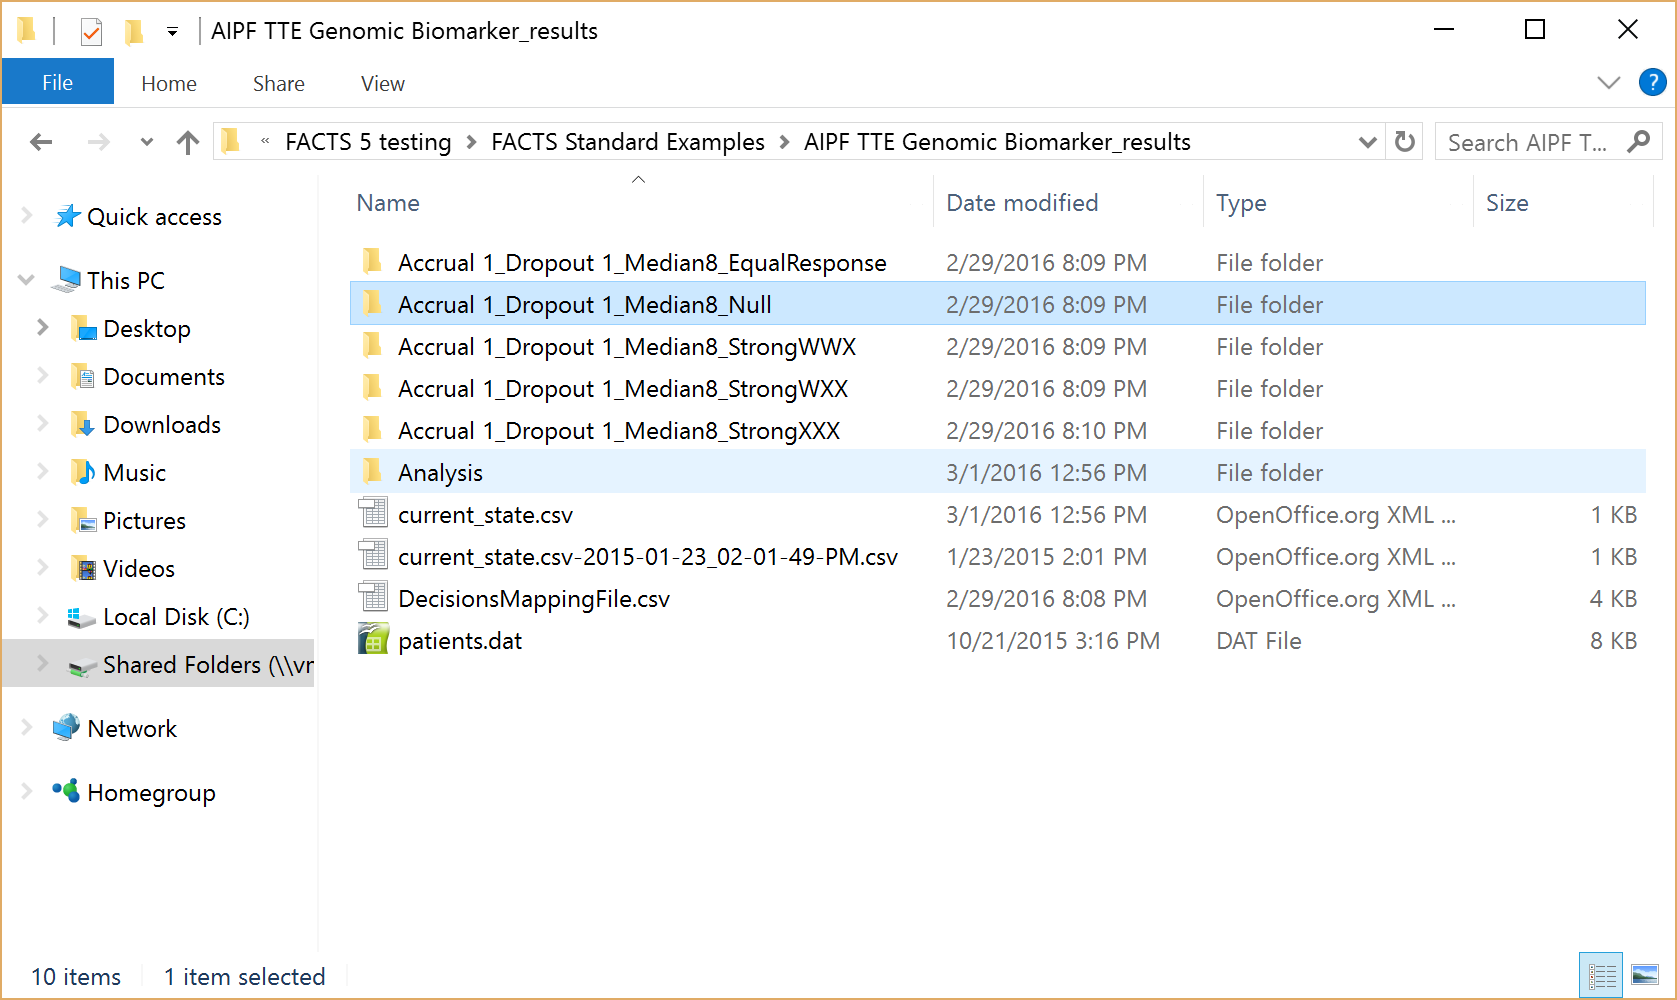 AIPF TTE Genomic Biomarker_results
File Home Share View
?
« FACTS 5 testing FACTS Standard Examples AIPF TTE Genomic Biomarker_results Search AIPF T...
Name Date modified Type Size
Quick access
This PC
Desktop
Documents
Downloads
Music
Pictures
Videos
Local Disk (C:)
Shared Folders (\\vr
Network
Homegroup
Accrual 1_Dropout 1_Median8_EqualResponse 2/29/2016 8:09 PM File folder
Accrual 1_Dropout 1_Median8_Null 2/29/2016 8:09 PM File folder
Accrual 1_Dropout 1_Median8_StrongWWX 2/29/2016 8:09 PM File folder
Accrual 1_Dropout 1_Median8_StrongWXX 2/29/2016 8:09 PM File folder
Accrual 1_Dropout 1_Median8_StrongXXX 2/29/2016 8:10 PM File folder
Analysis 3/1/2016 12:56 PM File folder
current_state.csv 3/1/2016 12:56 PM OpenOffice.org XML ... 1 KB
current_state.csv-2015-01-23_02-01-49-PM.csv 1/23/2015 2:01 PM OpenOffice.org XML ... 1 KB
DecisionsMappingFile.csv 2/29/2016 8:08 PM OpenOffice.org XML ... 4 KB
patients.dat 10/21/2015 3:16 PM DAT File 8 KB
10 items 1 item selected